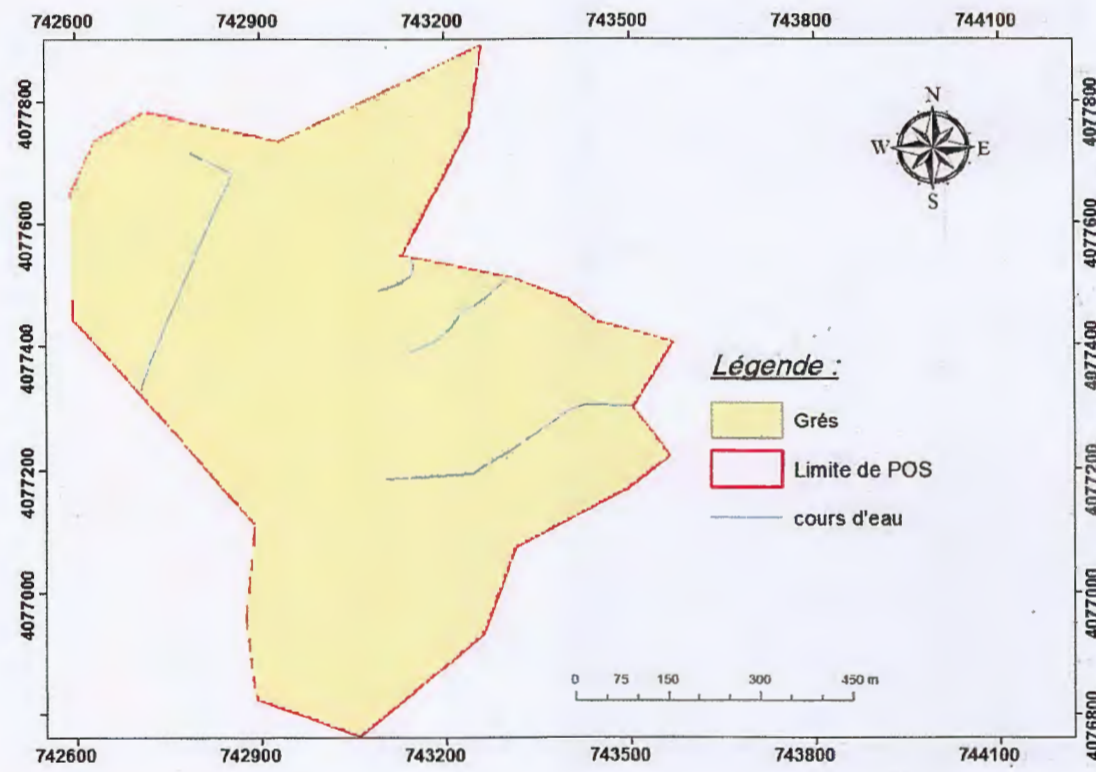 742600 742900 743200 743500 743800 744100
4077800 4077800
N
W E
S
4077600 4077600
4077400 4077400
Légende :
Grés
4077200 4077200
Limite de POS
cours d'eau
4077000 4077000
0 75 150 300 450 m
4076800
742600 742900 743200 743500 743800 744100